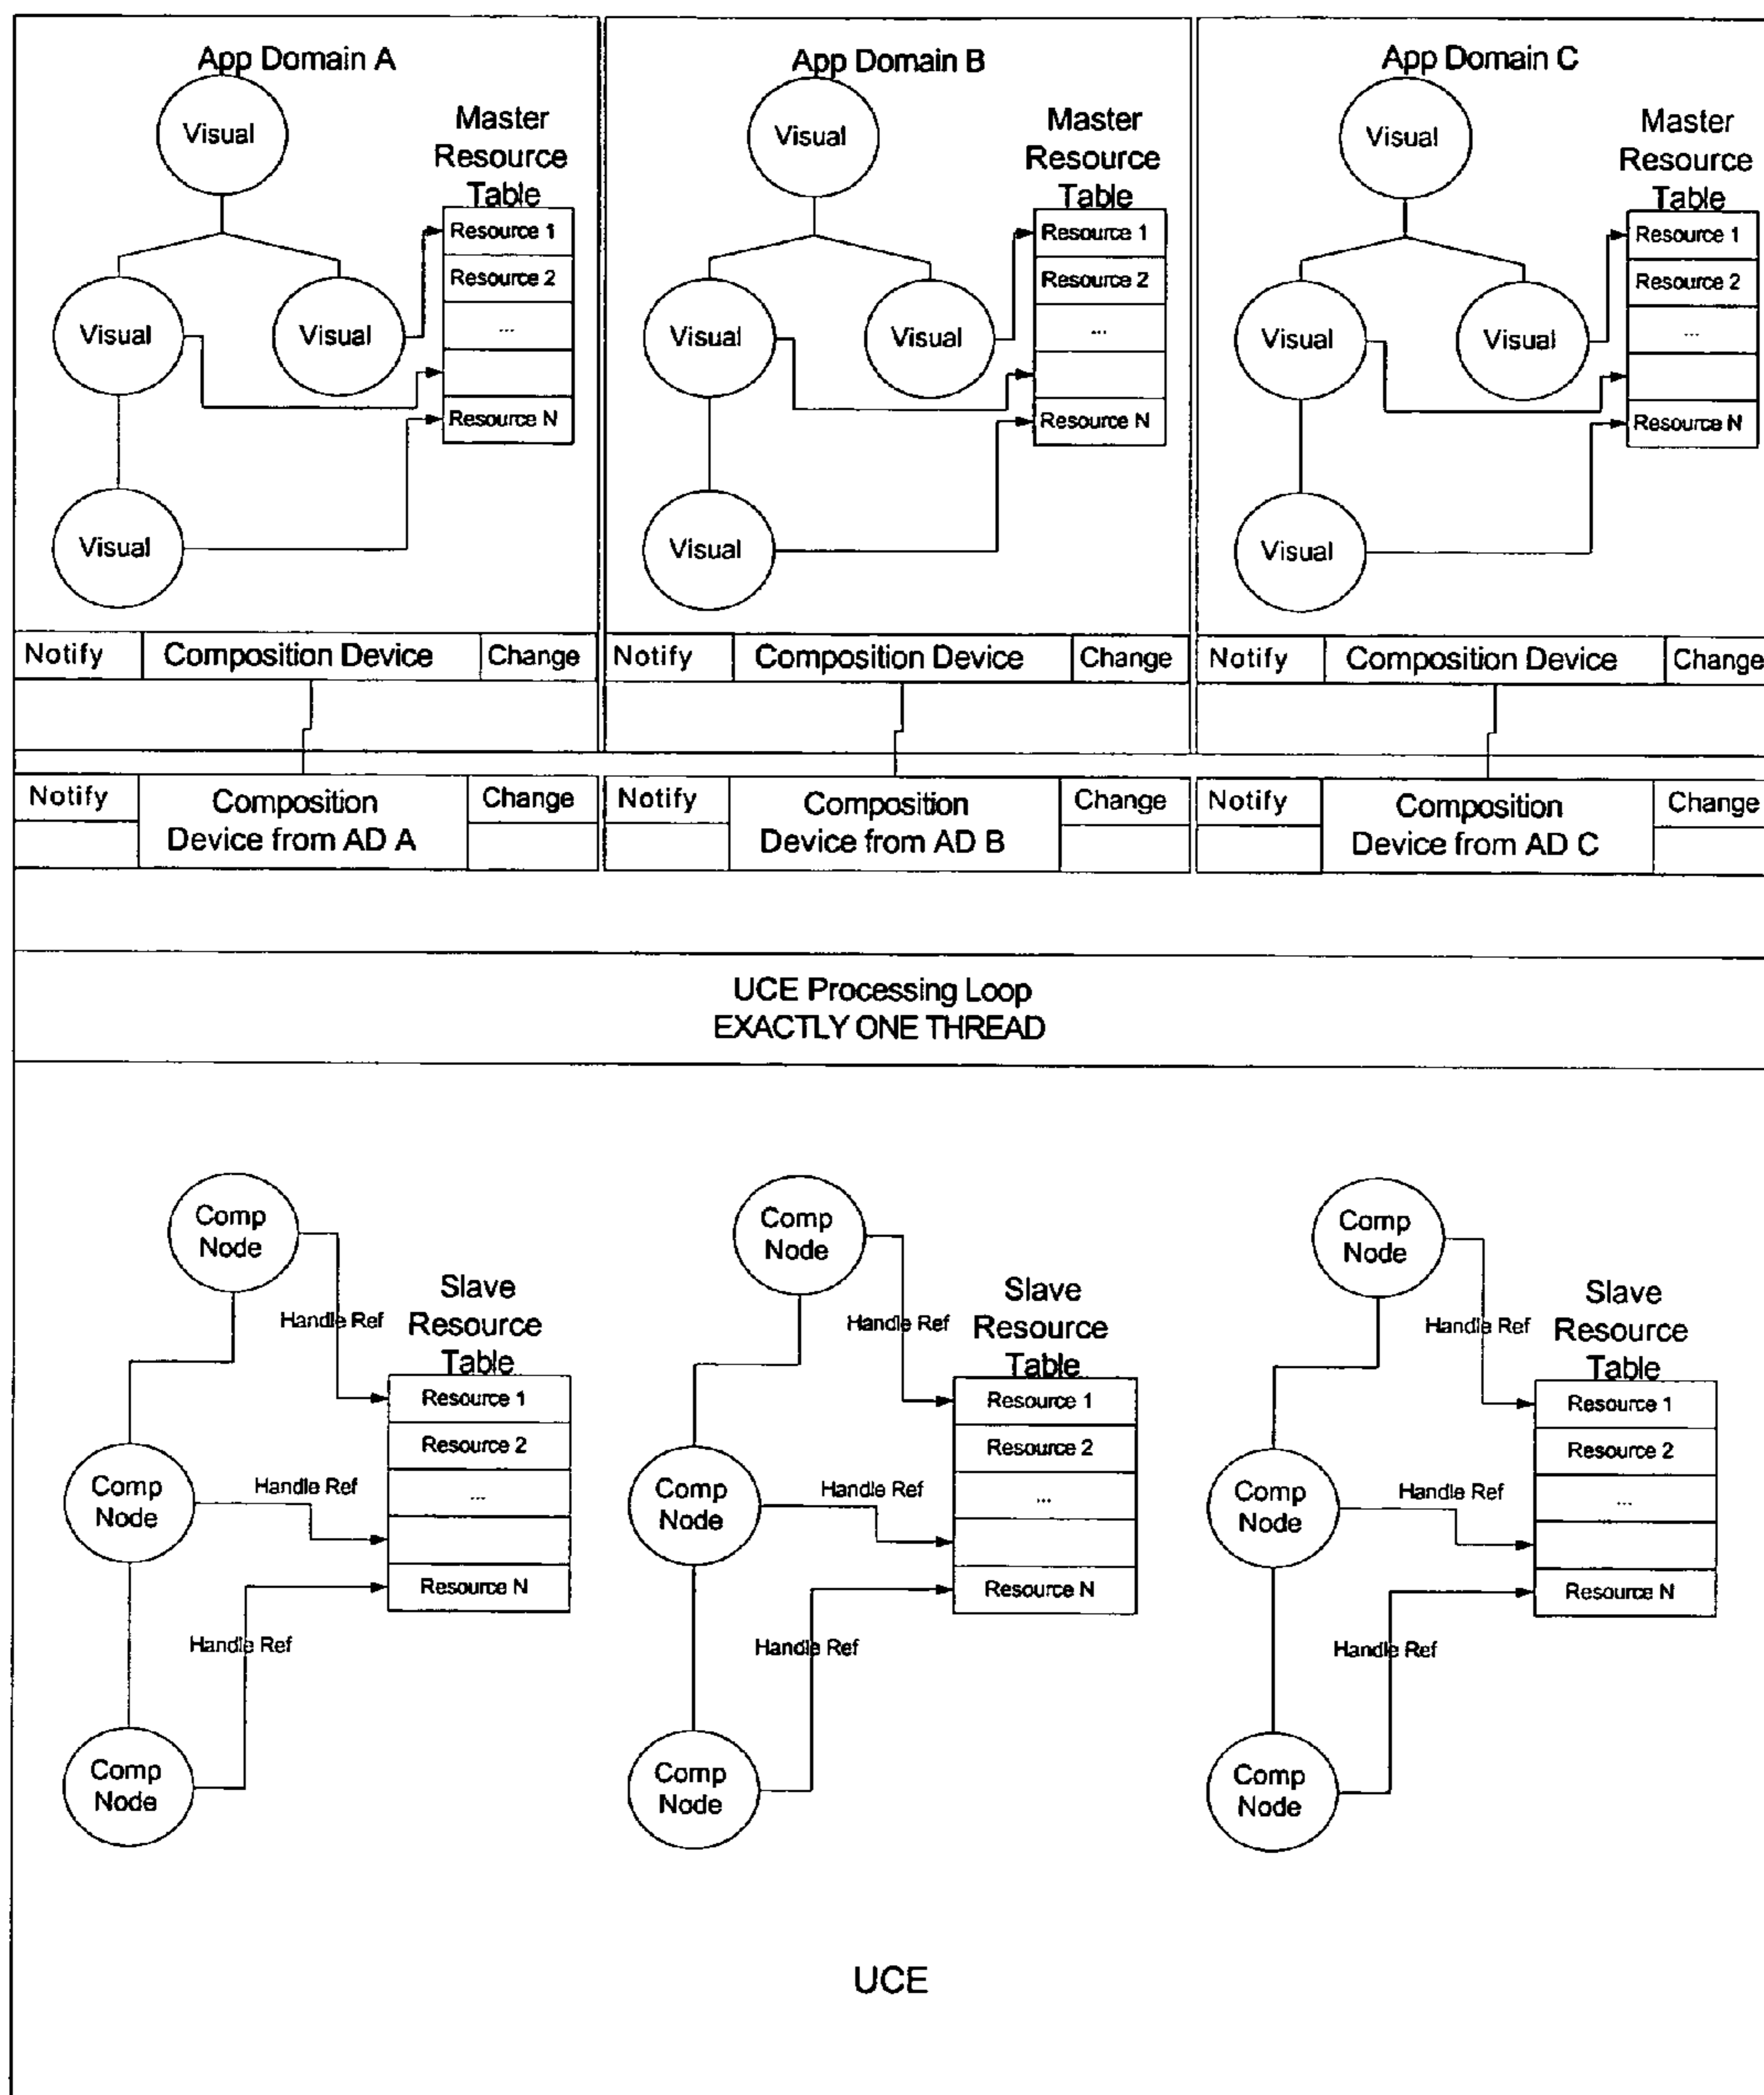 App Domain A
Visual
Master
Resource
Table
Resource 1
Resource 2
...
Resource N
Visual
Visual
Visual
App Domain B
Visual
Master
Resource
Table
Resource 1
Resource 2
...
Resource N
Visual
Visual
Visual
App Domain C
Visual
Master
Resource
Table
Resource 1
Resource 2
...
Resource N
Visual
Visual
Visual
Notify
Composition Device
Change
Notify
Composition Device
Change
Notify
Composition Device
Change
Notify
Composition
Device from AD A
Change
Notify
Composition
Device from AD B
Change
Notify
Composition
Device from AD C
Change
UCE Processing Loop
EXACTLY ONE THREAD
Comp
Node
Handle Ref
Slave
Resource
Table
Resource 1
Resource 2
...
Resource N
Comp
Node
Handle Ref
Handle Ref
Comp
Node
Comp
Node
Handle Ref
Slave
Resource
Table
Resource 1
Resource 2
...
Resource N
Comp
Node
Handle Ref
Handle Ref
Comp
Node
Comp
Node
Handle Ref
Slave
Resource
Table
Resource 1
Resource 2
...
Resource N
Comp
Node
Handle Ref
Handle Ref
Comp
Node
UCE